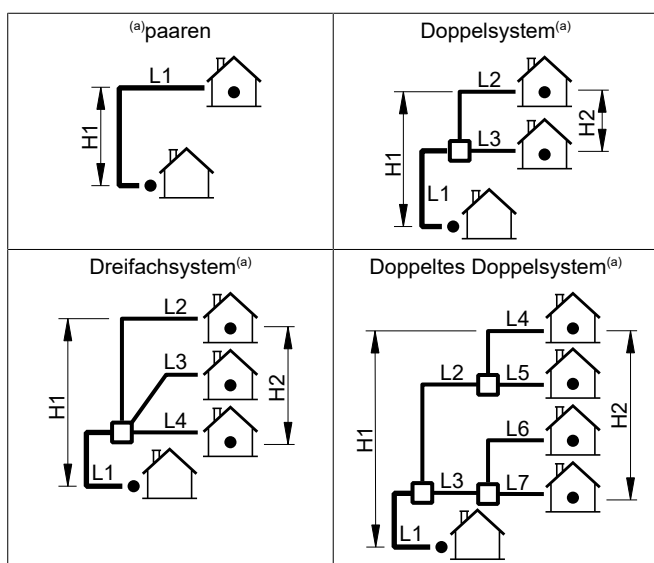 (a)paaren
L1
H1
Doppelsystem(a)
L2
H2
L3
H1
L1
Dreifachsystem(a)
L2
L3
H1
H2
L4
L1
Doppeltes Doppelsystem(a)
L4
L2
L5
H1
H2
L6
L3
L7
L1